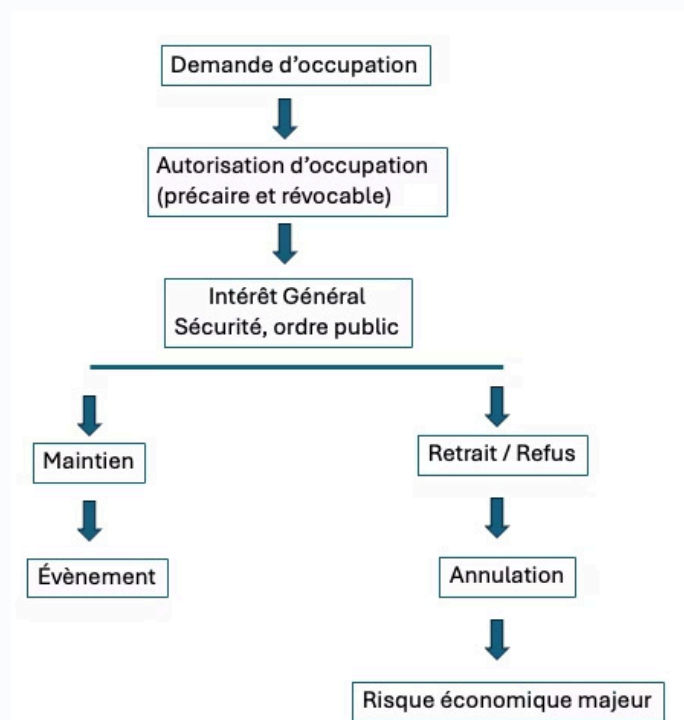 Demande d'occupation
Autorisation d'occupation
(précaire et révocable)
Intérêt Général
Sécurité, ordre public
Maintien
Retrait / Refus
Évènement
Annulation
Risque économique majeur